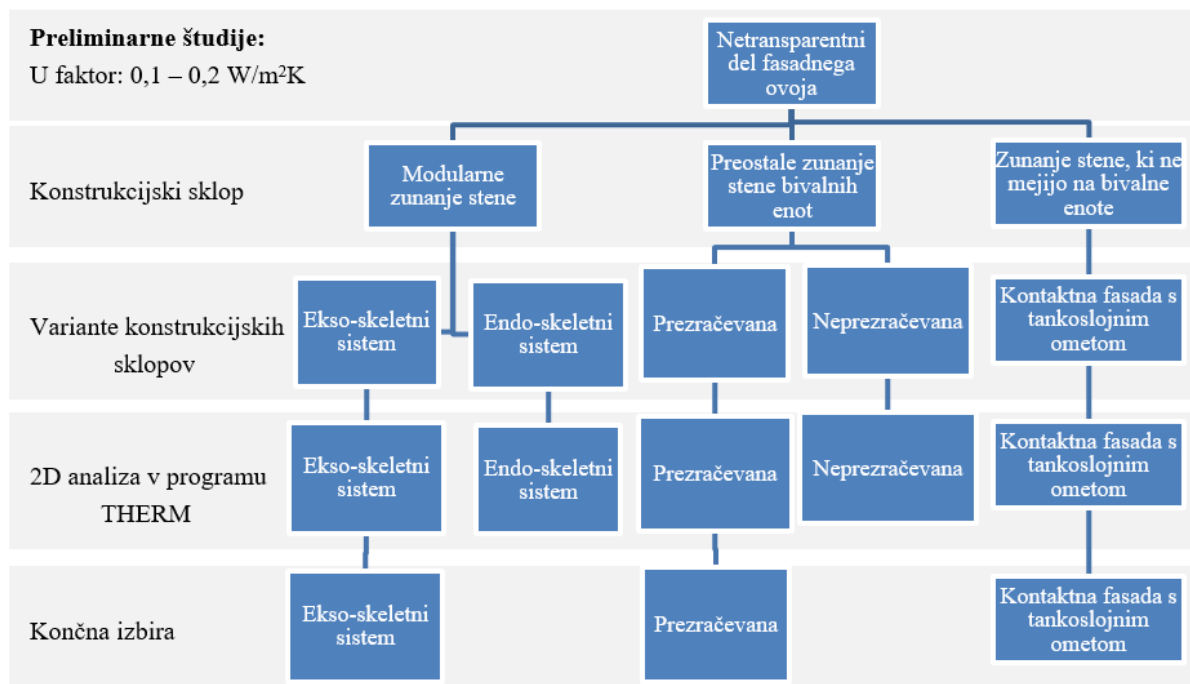 Preliminarne študije:
U faktor: 0,1 – 0,2 W/m²K
Netransparentni
del fasadnega
ovoja
Konstrukcijski sklop
Modularne
zunanje stene
Preostale zunanje
stene bivalnih
enot
Zunanje stene, ki ne
mejijo na bivalne
enote
Variante konstrukcijskih
sklopov
Ekso-skeletni
sistem
Endo-skeletni
sistem
Prezračevana
Neprezračevana
Kontaktna fasada s
tankoslojnim
ometom
2D analiza v programu
THERM
Ekso-skeletni
sistem
Endo-skeletni
sistem
Prezračevana
Neprezračevana
Kontaktna fasada s
tankoslojnim
ometom
Končna izbira
Ekso-skeletni
sistem
Prezračevana
Kontaktna fasada s
tankoslojnim
ometom